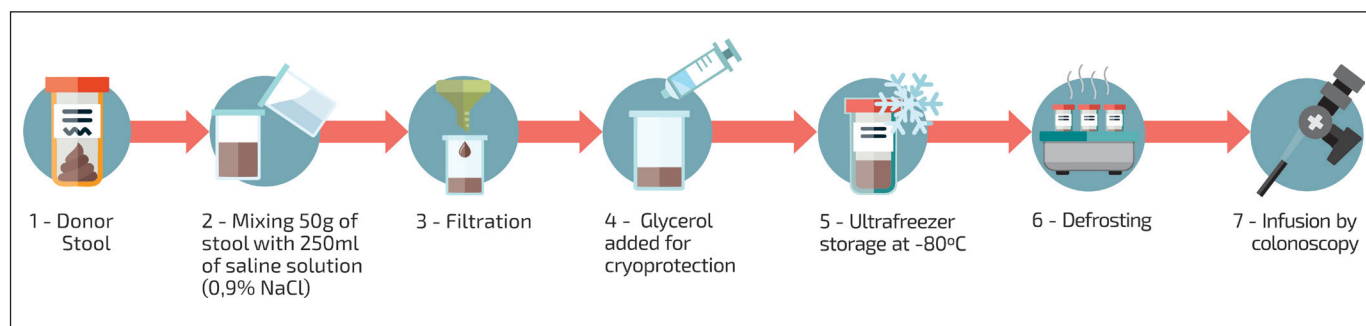 1 - Donor
Stool
2 - Mixing 50g of
stool with 250ml
of saline solution
(0,9% NaCl)
3 - Filtration
4 - Glycerol
added for
cryoprotection
5 - Ultrafreezer
storage at -80ºC
6 - Defrosting
7 - Infusion by
colonoscopy